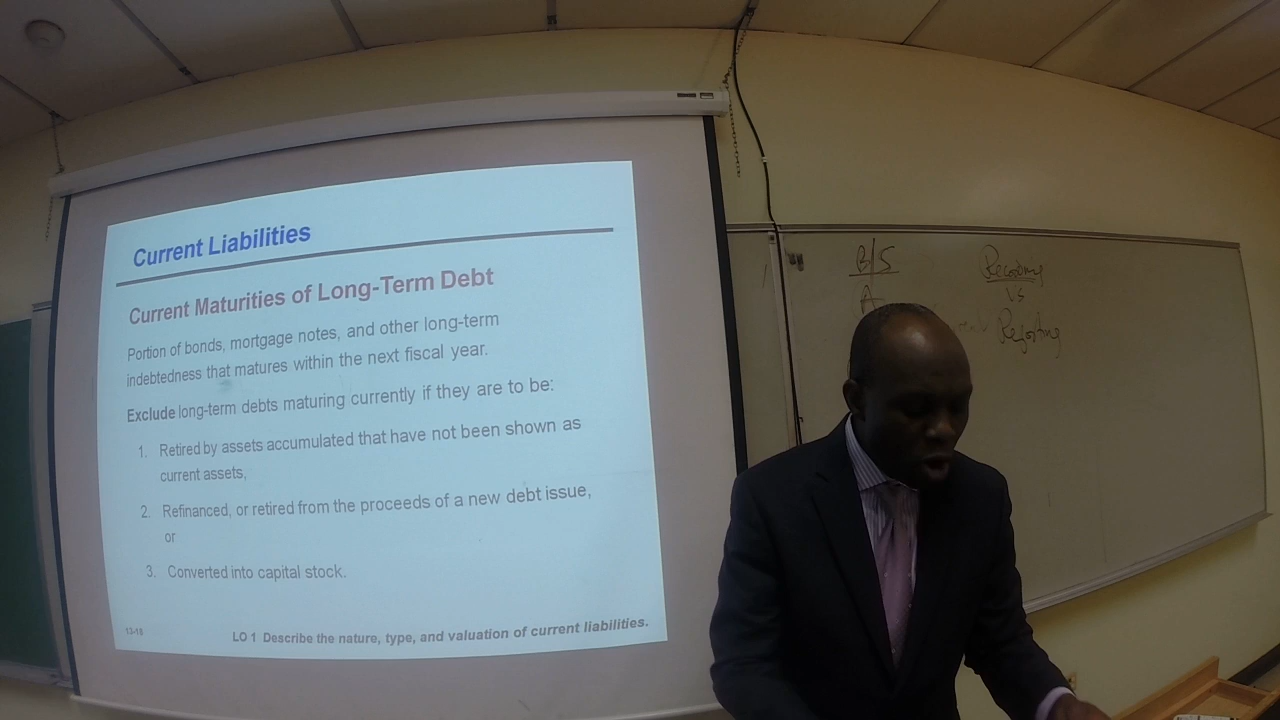 Current Liabilities
Current Maturities of Long-Term Debt
Portion of bonds, mortgage notes, and other long-term
indebtedness that matures within the next fiscal year.
Exclude long-term debts maturing currently if they are to be:
1. Retired by assets accumulated that have not been shown as
current assets,
2. Refinanced, or retired from the proceeds of a new debt issue,
or
3. Converted into capital stock.
13-18
LO 1 Describe the nature, type, and valuation of current liabilities.
B/S
A
Recording
VS
Reporting